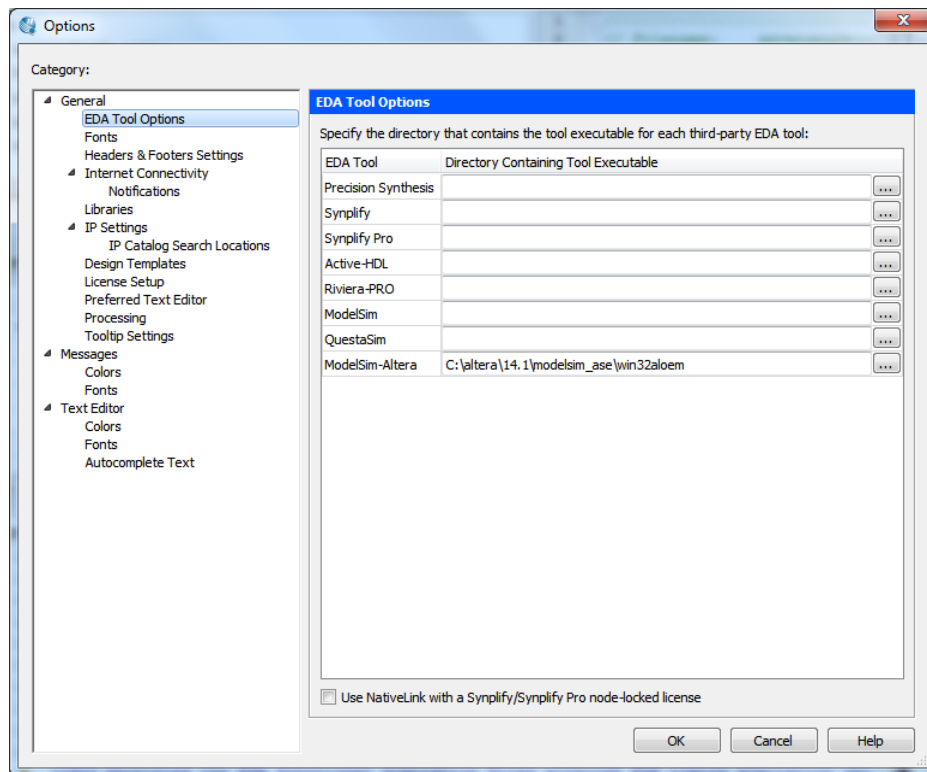 Options
Category:
General
EDA Tool Options
Fonts
Headers & Footers Settings
Internet Connectivity
Notifications
Libraries
IP Settings
IP Catalog Search Locations
Design Templates
License Setup
Preferred Text Editor
Processing
Tooltip Settings
Messages
Colors
Fonts
Text Editor
Colors
Fonts
Autocomplete Text
EDA Tool Options
Specify the directory that contains the tool executable for each third-party EDA tool:
EDA Tool Directory Containing Tool Executable
Precision Synthesis ...
Synplify ...
Synplify Pro ...
Active-HDL ...
Riviera-PRO ...
ModelSim ...
QuestaSim ...
ModelSim-Altera C:\altera\14.1\modelsim_ase\win32aloem ...
Use NativeLink with a Synplify/Synplify Pro node-locked license
OK Cancel Help